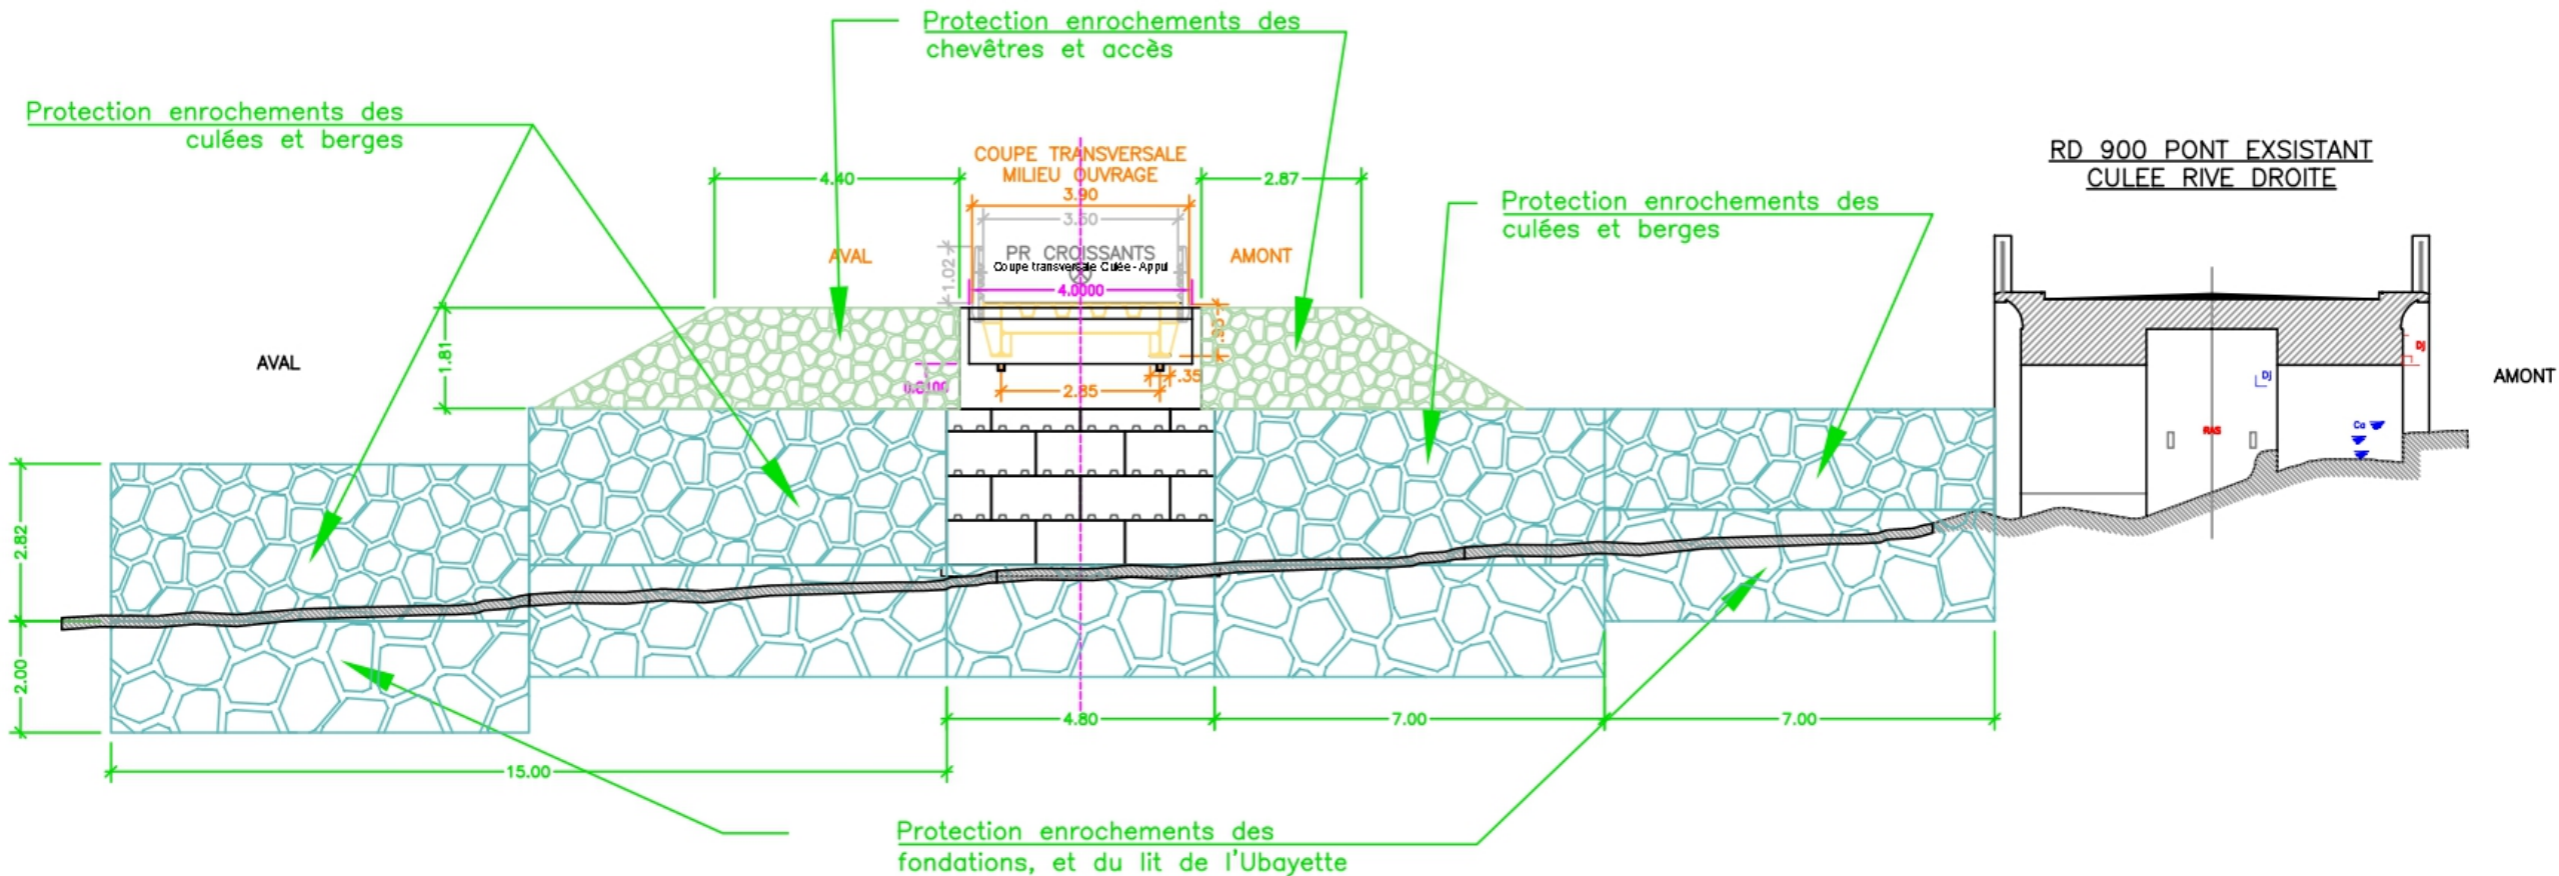 Protection enrochements des
chevêtres et accès
Protection enrochements des
culées et berges
COUPE TRANSVERSALE
MILIEU OUVRAGE
4.40
3.90
2.87
3.50
RD 900 PONT EXSISTANT
CULEE RIVE DROITE
Protection enrochements des
culées et berges
AVAL
PR CROISSANTS
AMONT
Coupe transversale Culée - Appui
1.02
4.0000
1.81
AVAL
.35
2.85
DJ
DJ
AMONT
RAS
Ca
2.82
2.00
4.80
7.00
7.00
15.00
Protection enrochements des
fondations, et du lit de l'Ubayette